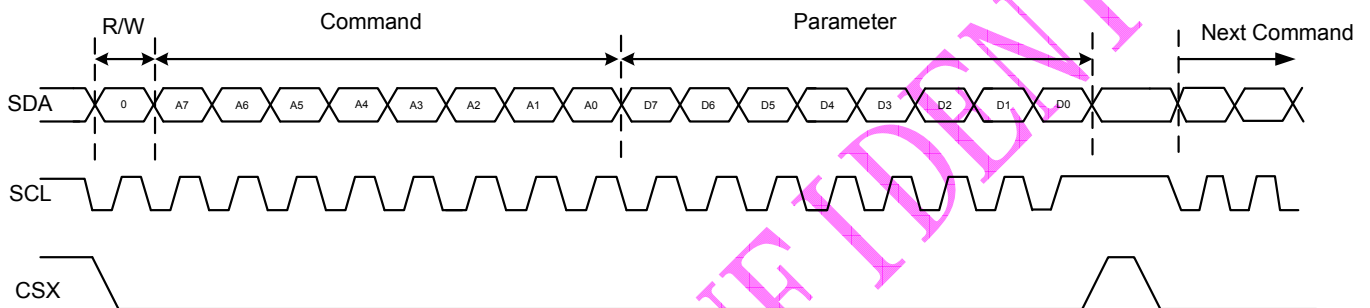 R/W Command Parameter Next Command
SDA 0 A7 A6 A5 A4 A3 A2 A1 A0 D7 D6 D5 D4 D3 D2 D1 D0
SCL
CSX